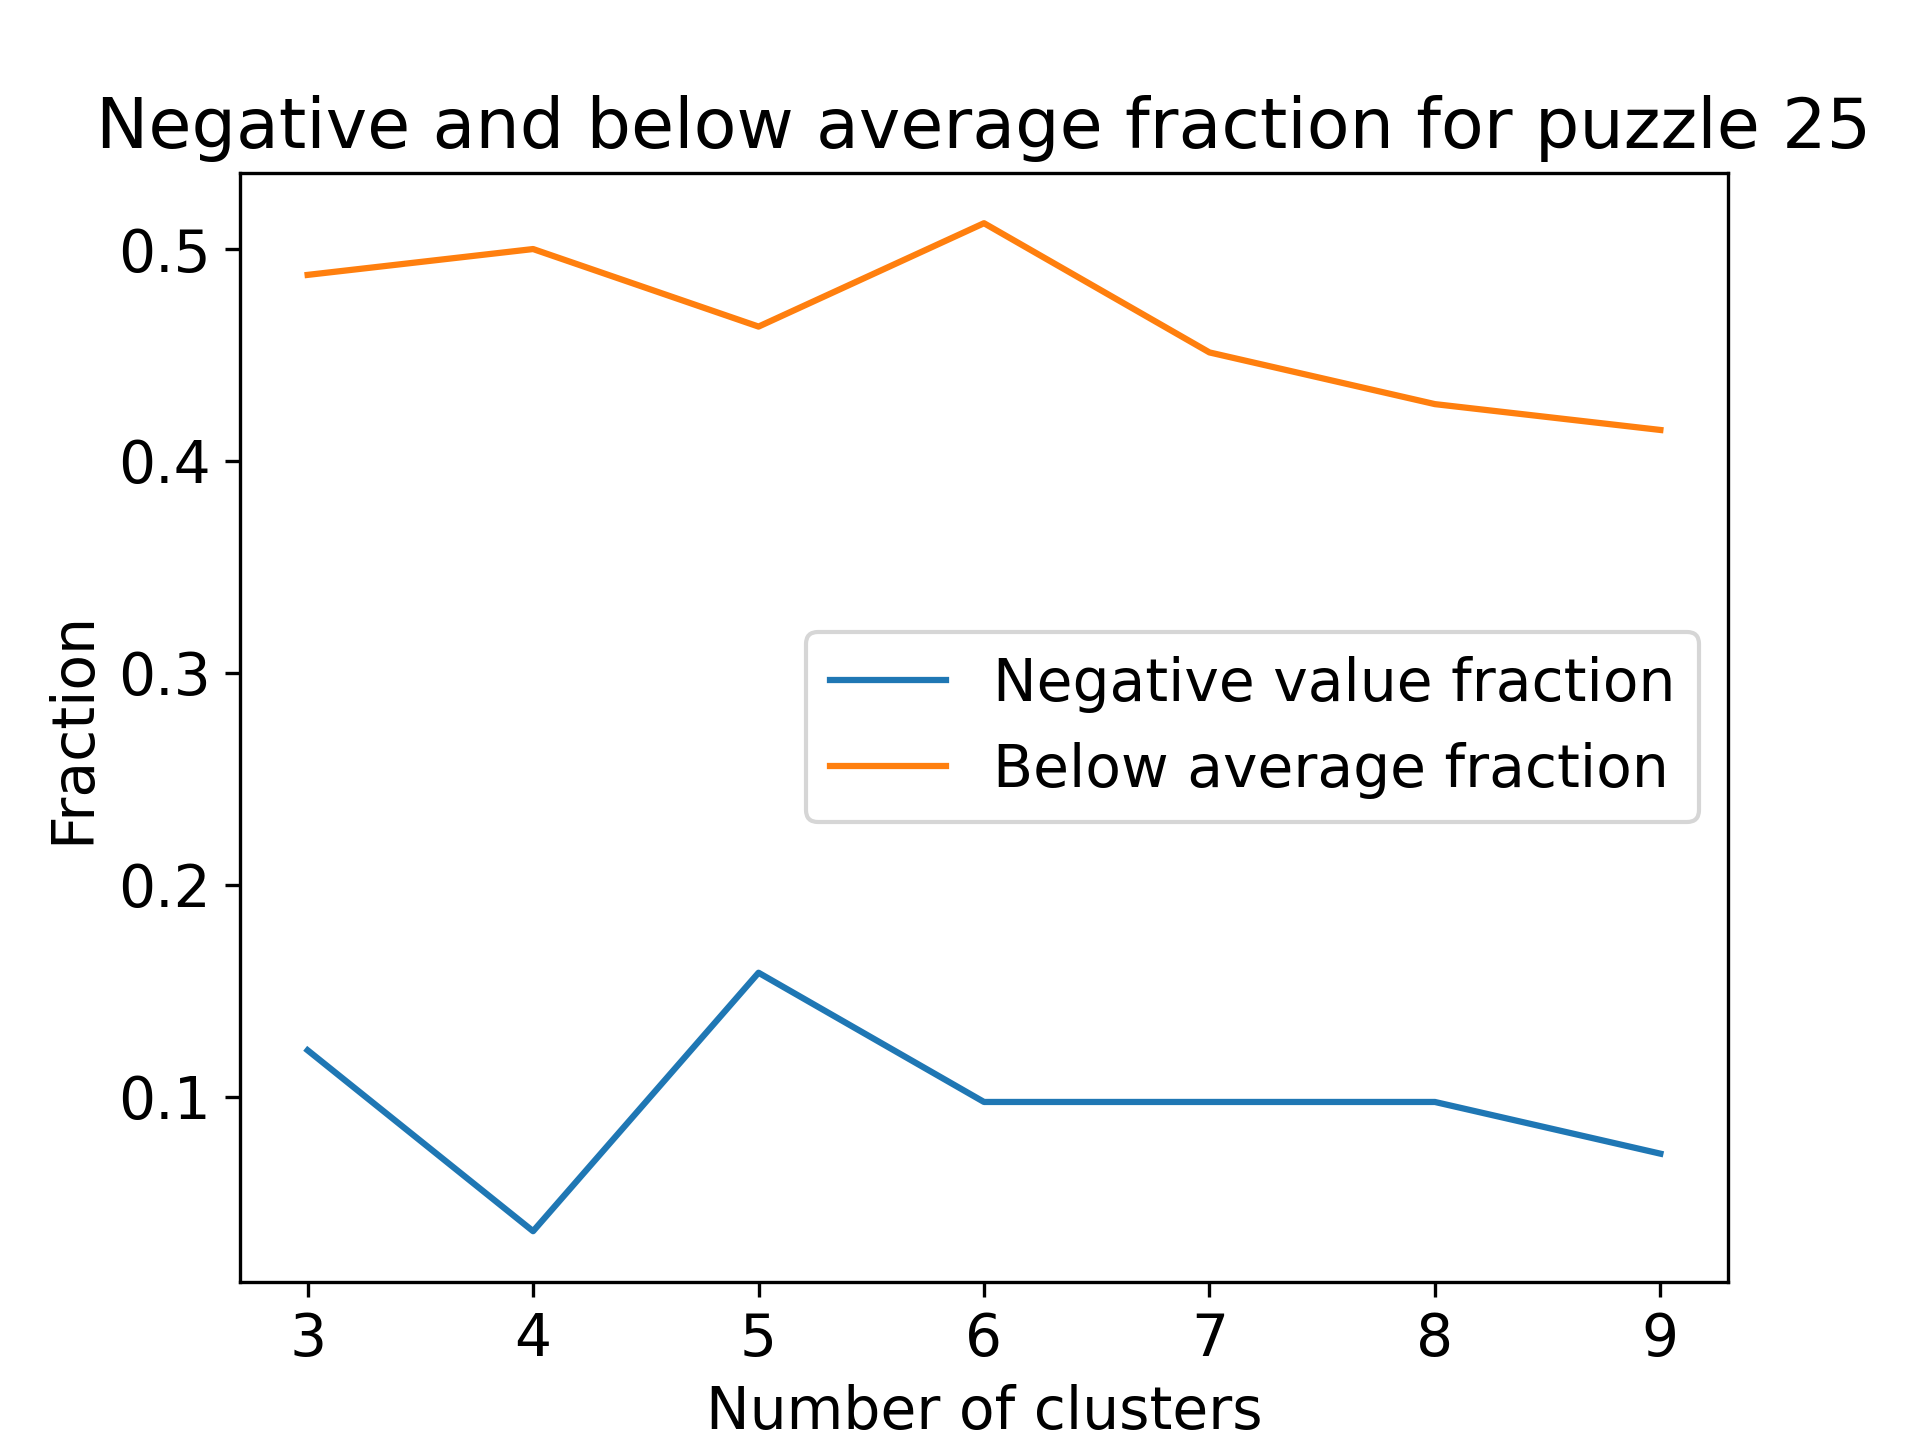 Negative and below average fraction for puzzle 25
Fraction
0.5
0.4
0.3
0.2
0.1
Negative value fraction
Below average fraction
3 4 5 6 7 8 9
Number of clusters